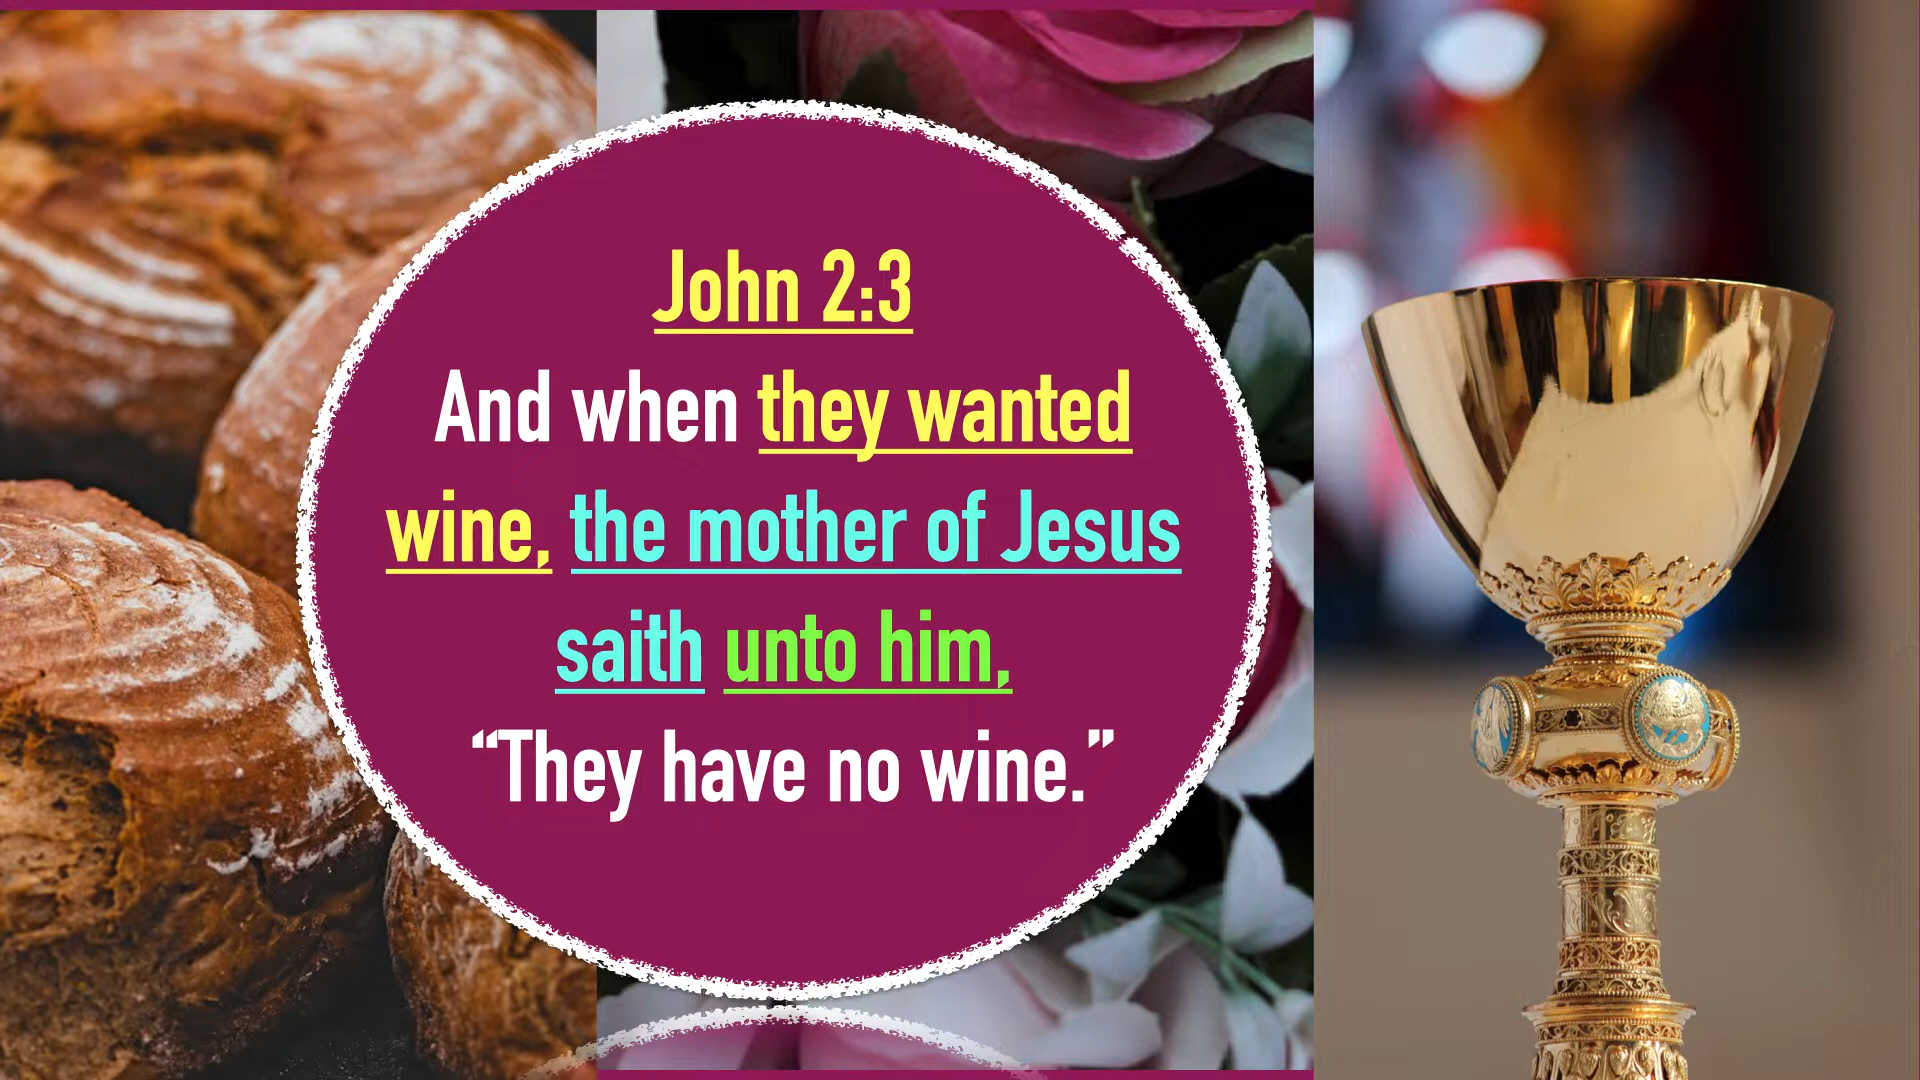 John 2:3
And when they wanted
wine, the mother of Jesus
saith unto him,
“They have no wine.”